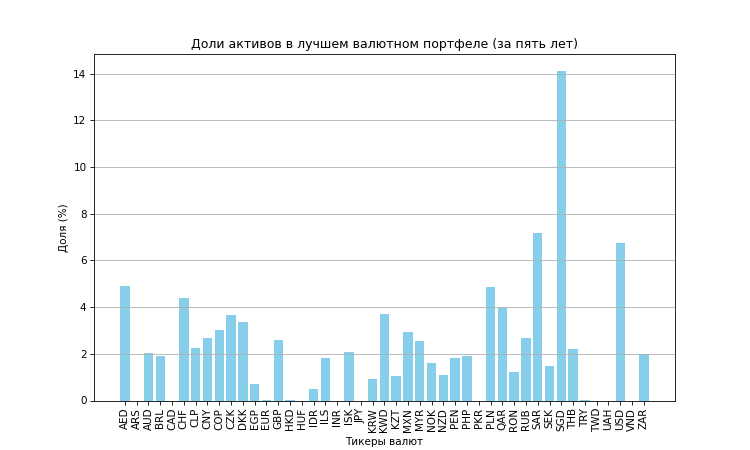 Доли активов в лучшем валютном портфеле (за пять лет)
Доля (%)
14
12
10
8
6
4
2
0
AED ARS AUD BRL CAD CHF CLP CNY COP CZK DKK EGP EUR GBP HKD HUF IDR ILS INR ISK JPY KRW KWD KZT MXN MYR NOK NZD PEN PHP PKR PLN QAR RON RUB SAR SEK SGD THB TRY TWD UAH USD VND ZAR
Тикеры валют